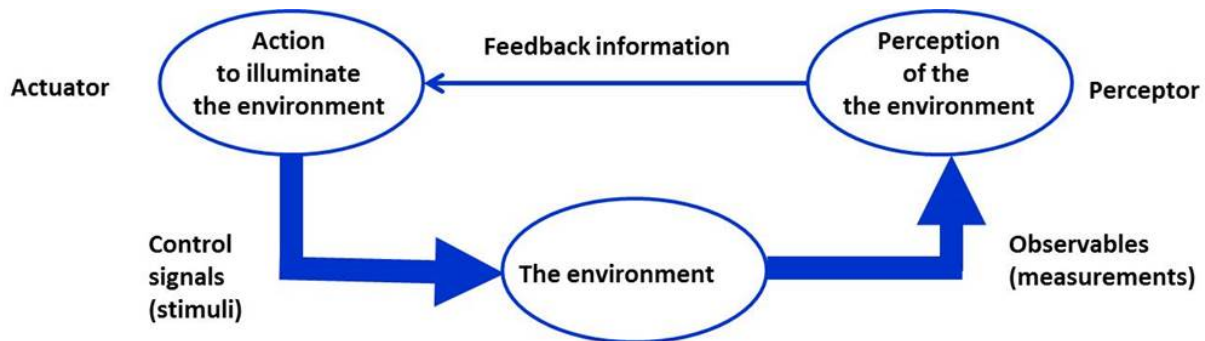 Action
to illuminate
the environment
Feedback information
Perception
of the
the environment
Actuator
Perceptor
Control
signals
(stimuli)
The environment
Observables
(measurements)